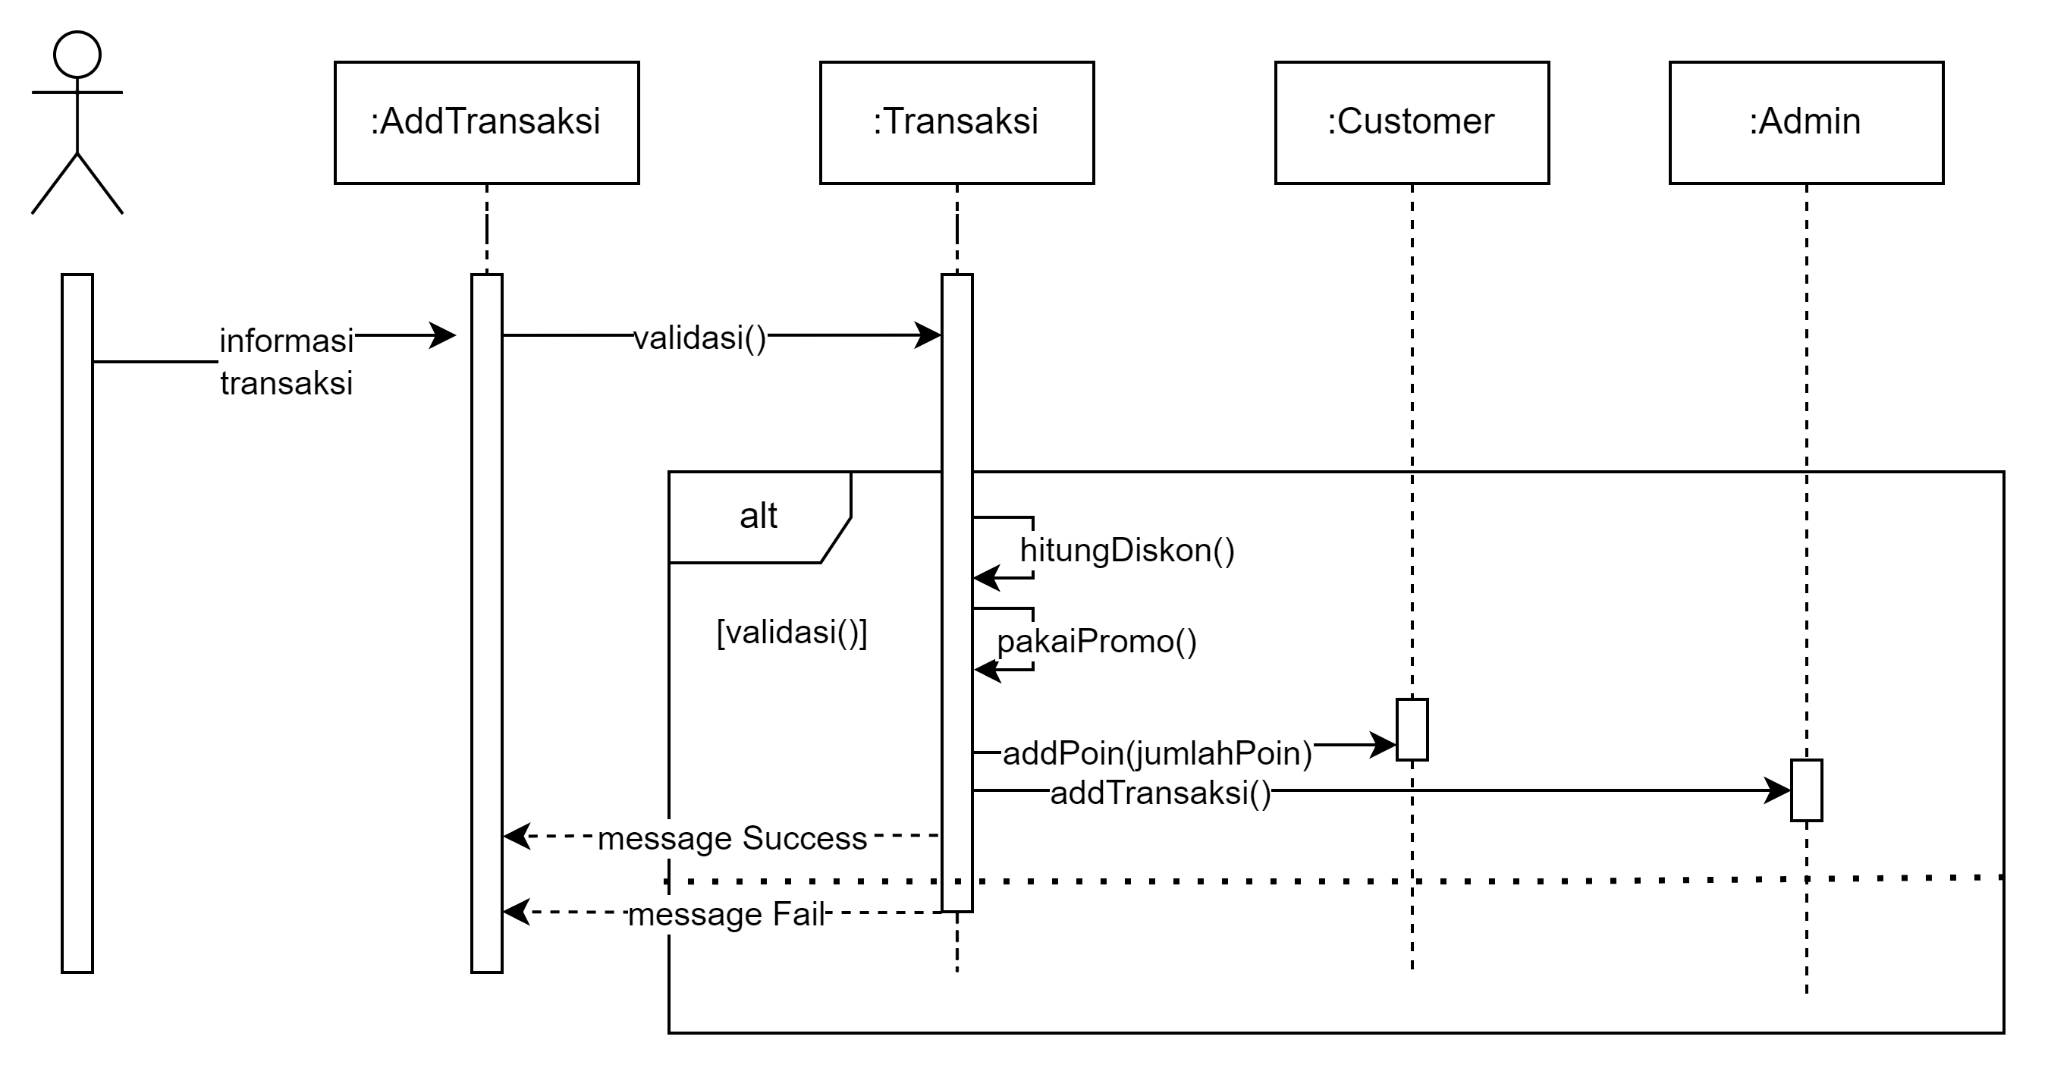 :AddTransaksi
:Transaksi
:Customer
:Admin
informasi
transaksi
validasi()
alt
hitungDiskon()
[validasi()]
pakaiPromo()
addPoin(jumlahPoin)
addTransaksi()
message Success
message Fail